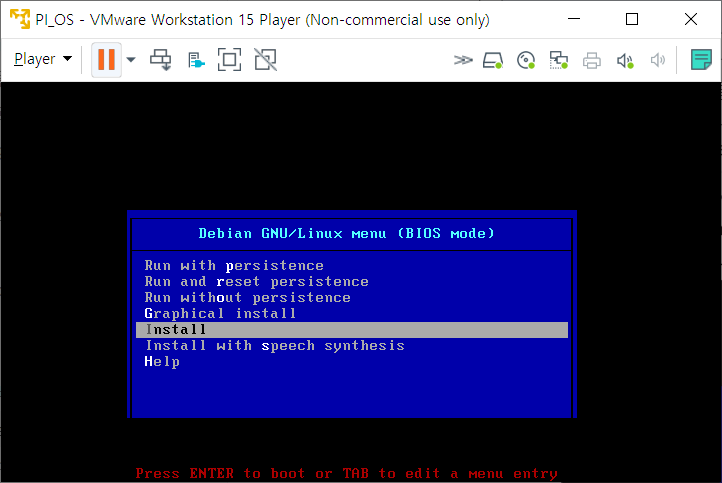 PI_OS - VMware Workstation 15 Player (Non-commercial use only)
Player
Debian GNU/Linux menu (BIOS mode)
Run with persistence
Run and reset persistence
Run without persistence
Graphical install
Install
Install with speech synthesis
Help
Press ENTER to boot or TAB to edit a menu entry